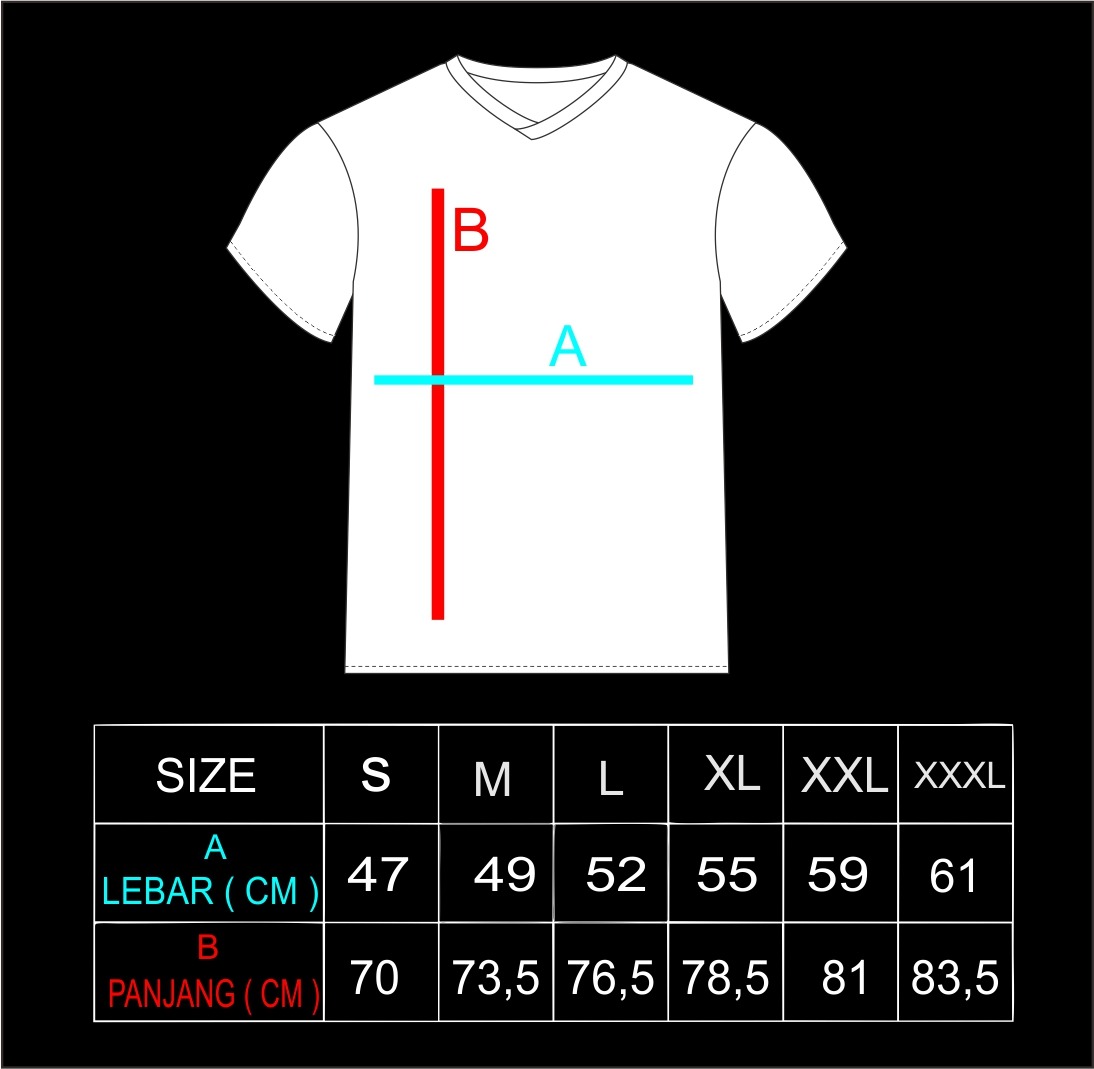 B
A
SIZE S M L XL XXL XXXL
A
LEBAR ( CM ) 47 49 52 55 59 61
B
PANJANG ( CM ) 70 73,5 76,5 78,5 81 83,5